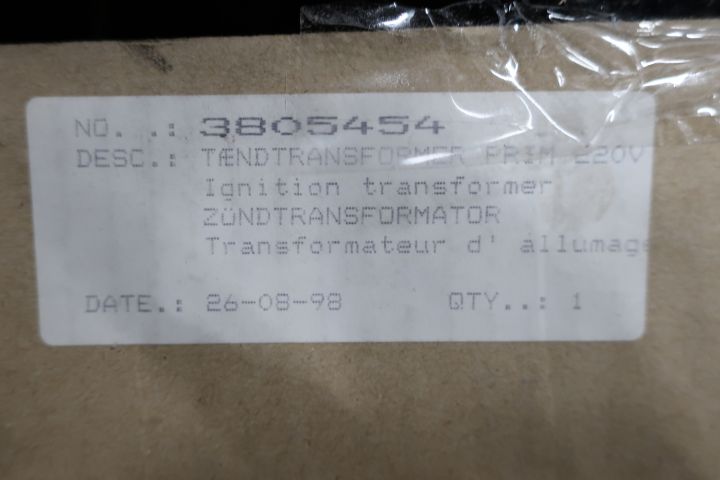 NO. .: 3805454
DESC.: TÆNDTRANSFORMER PRIM 220V
Ignition transformer
ZÜNDTRANSFORMATOR
Transformateur d' allumage
DATE.: 26-08-98 QTY..: 1